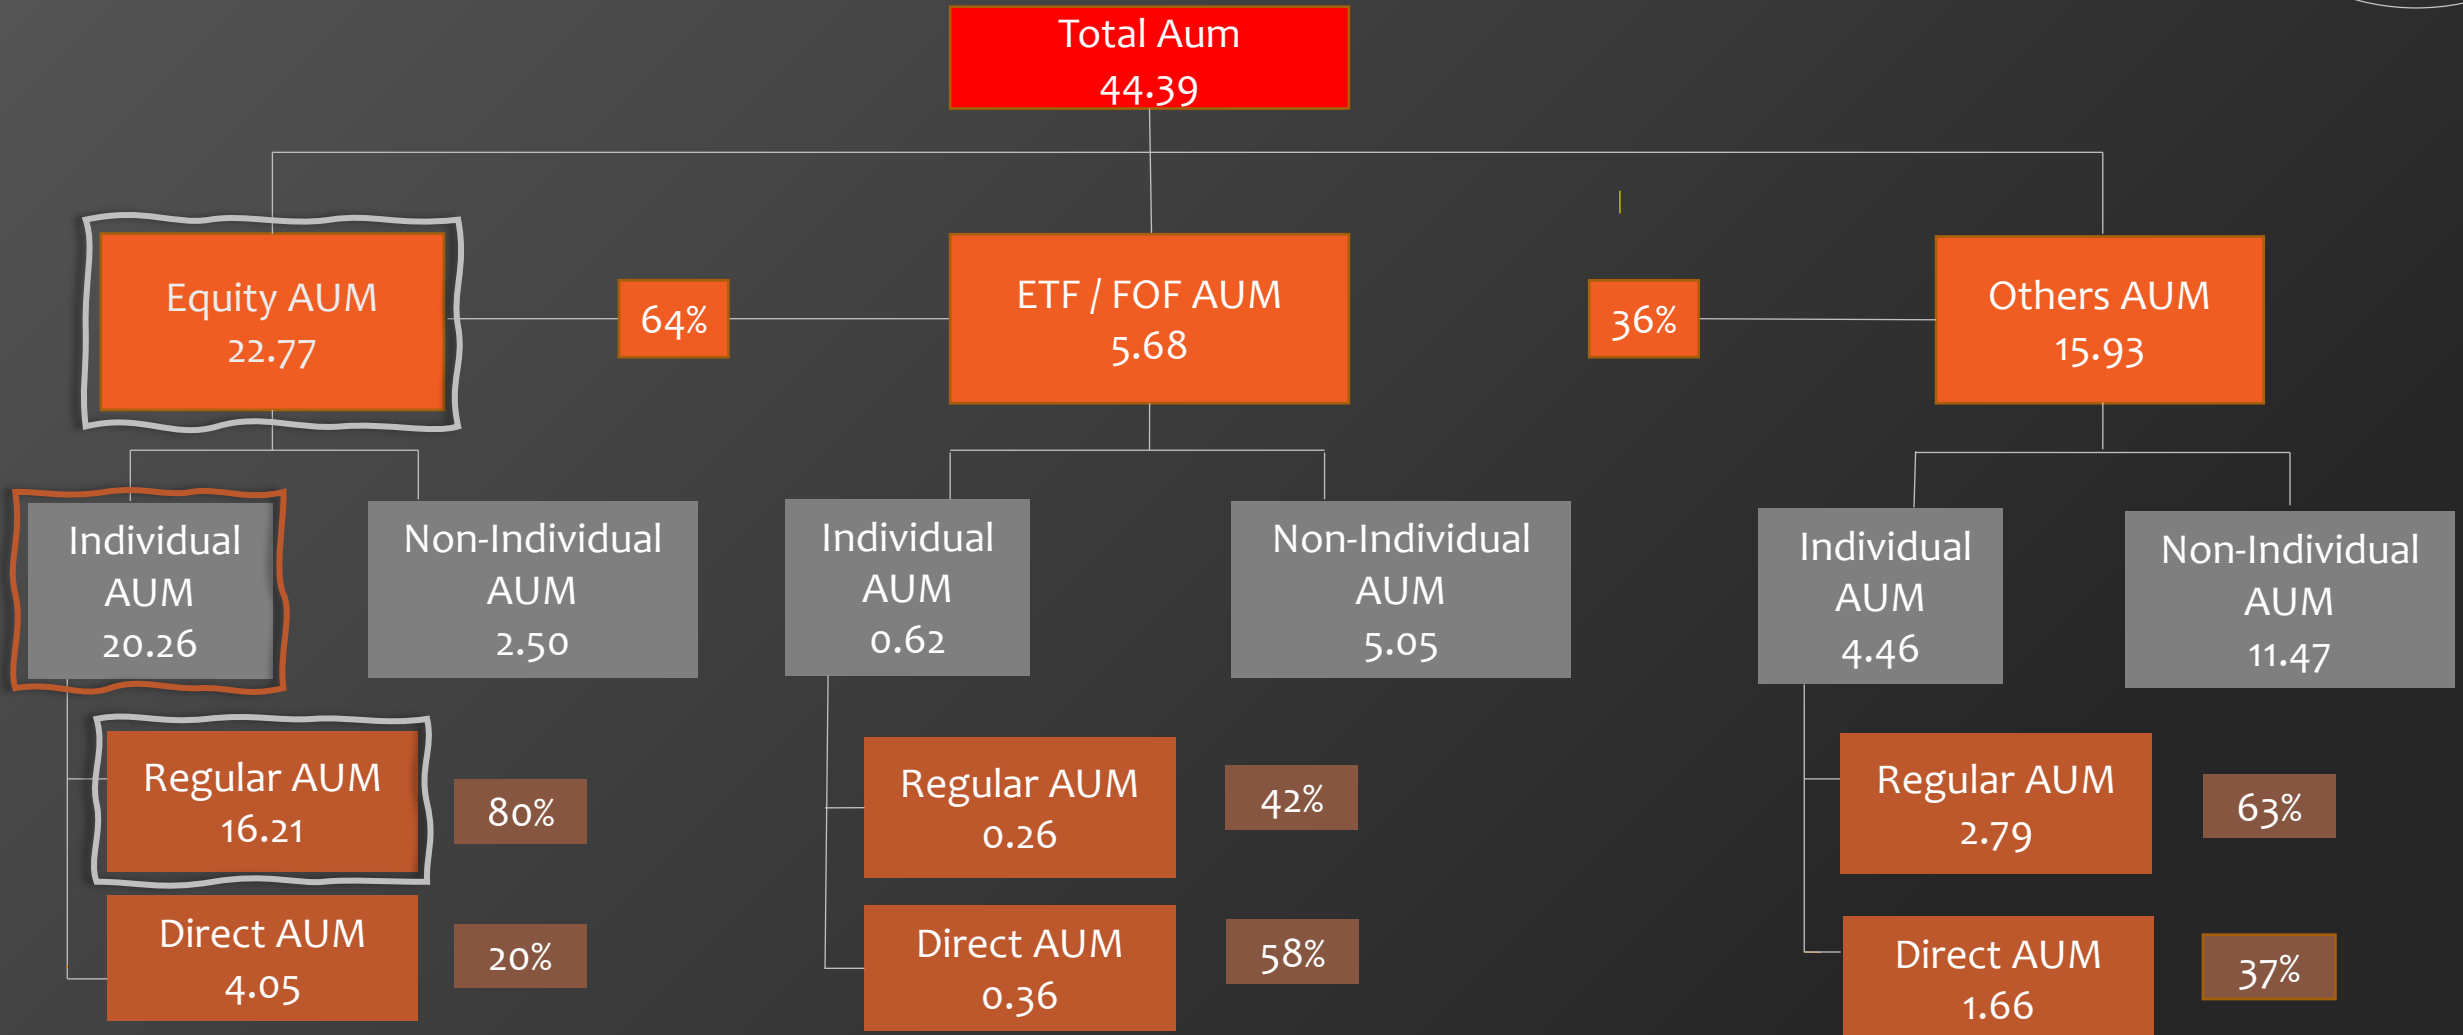 Total Aum
44.39
Equity AUM
22.77
64%
ETF / FOF AUM
5.68
36%
Others AUM
15.93
Individual
AUM
20.26
Non-Individual
AUM
2.50
Individual
AUM
0.62
Non-Individual
AUM
5.05
Individual
AUM
4.46
Non-Individual
AUM
11.47
Regular AUM
16.21
80%
Direct AUM
4.05
20%
Regular AUM
0.26
42%
Direct AUM
0.36
58%
Regular AUM
2.79
63%
Direct AUM
1.66
37%